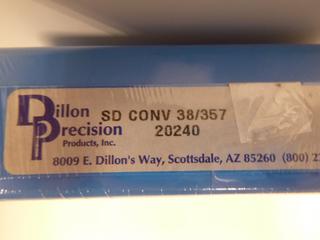 Dillon
Precision
Products, Inc.
SD CONV 38/357
20240
8009 E. Dillon's Way, Scottsdale, AZ 85260 (800)